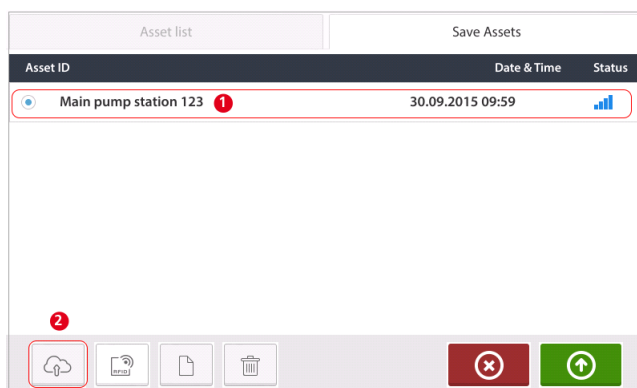 Asset list Save Assets
Asset ID Date & Time Status
Main pump station 123 1 30.09.2015 09:59
2
RFID